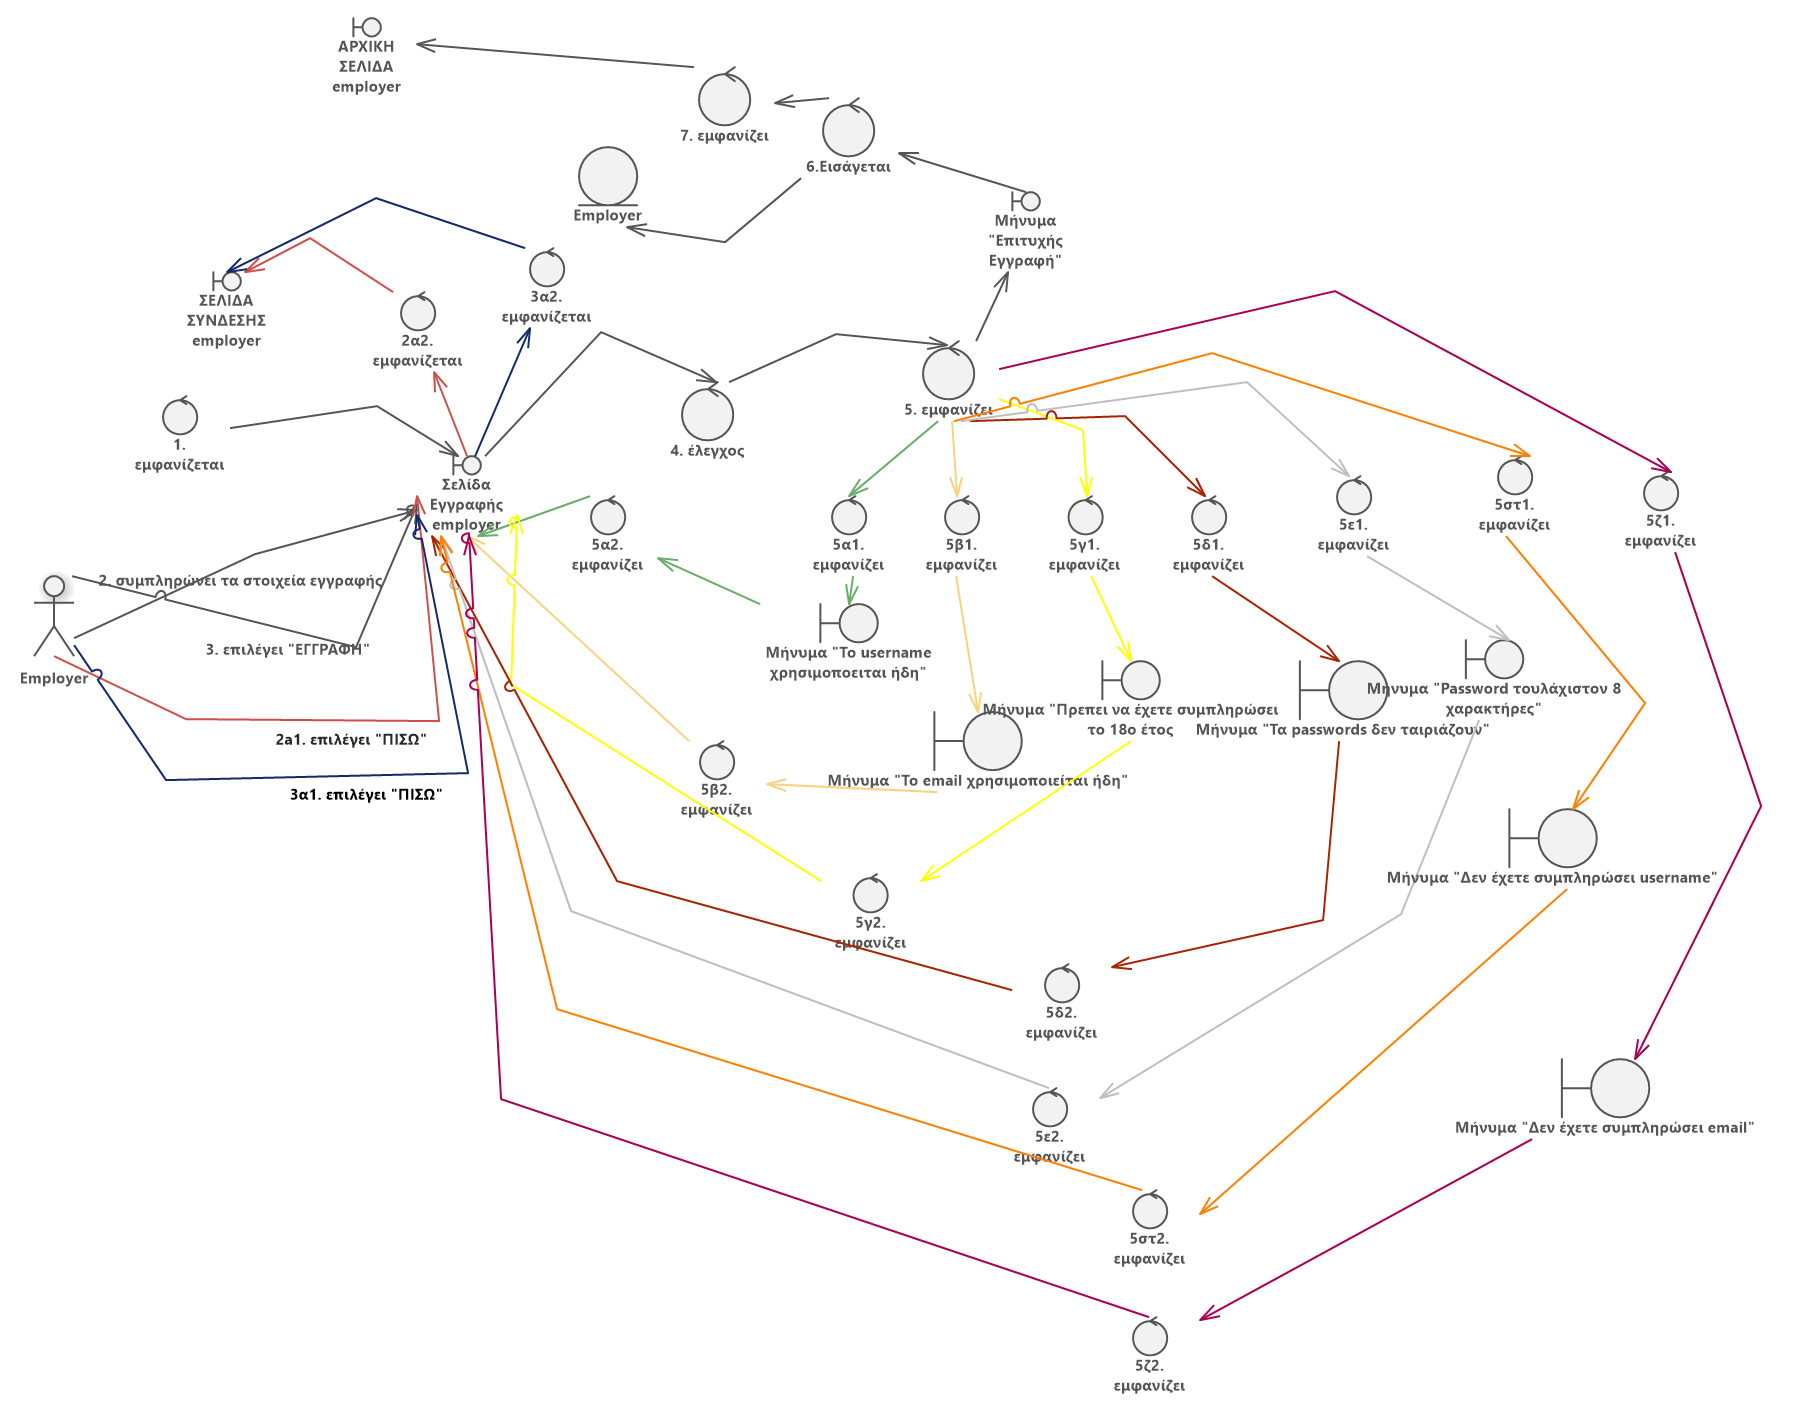 ΑΡΧΙΚΗ
ΣΕΛΙΔΑ
employer
7. εμφανίζει
6.Εισάγεται
Employer
Μήνυμα
"Επιτυχής
Εγγραφή"
ΣΕΛΙΔΑ
ΣΥΝΔΕΣΗΣ
employer
3α2.
εμφανίζεται
2α2.
εμφανίζεται
1.
εμφανίζεται
4. έλεγχος
5. εμφανίζει
Σελίδα
Εγγραφής
employer
5α2.
εμφανίζει
5α1.
εμφανίζει
5β1.
εμφανίζει
5γ1.
εμφανίζει
5δ1.
εμφανίζει
5ε1.
εμφανίζει
5στ1.
εμφανίζει
5ζ1.
εμφανίζει
2. συμπληρώνει τα στοιχεία εγγραφής
3. επιλέγει "ΕΓΓΡΑΦΗ"
Employer
2a1. επιλέγει "ΠΙΣΩ"
3α1. επιλέγει "ΠΙΣΩ"
Μήνυμα "Το username
χρησιμοποειται ήδη"
Μήνυμα "Πρεπει να έχετε συμπληρώσει
το 18ο έτος
Μήνυμα "Password τουλάχιστον 8
χαρακτήρες"
Μήνυμα "Τα passwords δεν ταιριάζουν"
Μήνυμα "Το email χρησιμοποιείται ήδη"
5β2.
εμφανίζει
Μήνυμα "Δεν έχετε συμπληρώσει username"
5γ2.
εμφανίζει
5δ2.
εμφανίζει
Μήνυμα "Δεν έχετε συμπληρώσει email"
5ε2.
εμφανίζει
5στ2.
εμφανίζει
5ζ2.
εμφανίζει